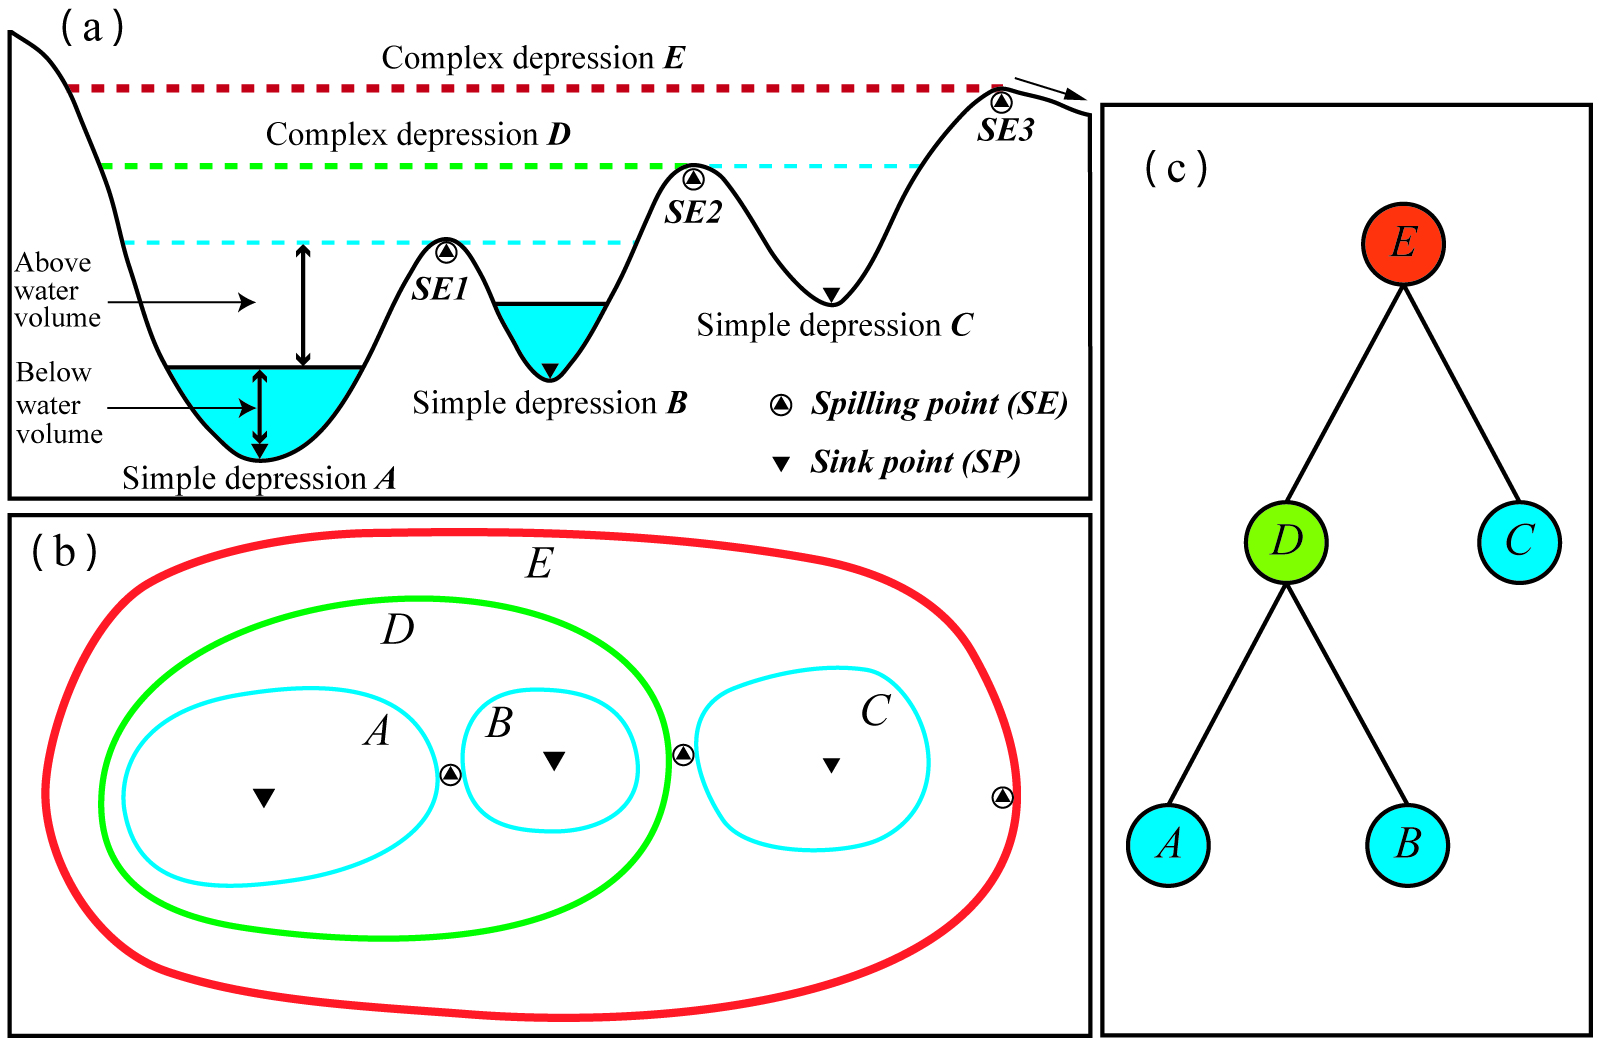 (a)
Complex depression E
SE3
Complex depression D
SE2
Above
water
volume
SE1
Simple depression C
Below
water
volume
Simple depression B
Spilling point (SE)
Sink point (SP)
Simple depression A
(b)
E
D
A
B
C
(c)
E
D
C
A
B